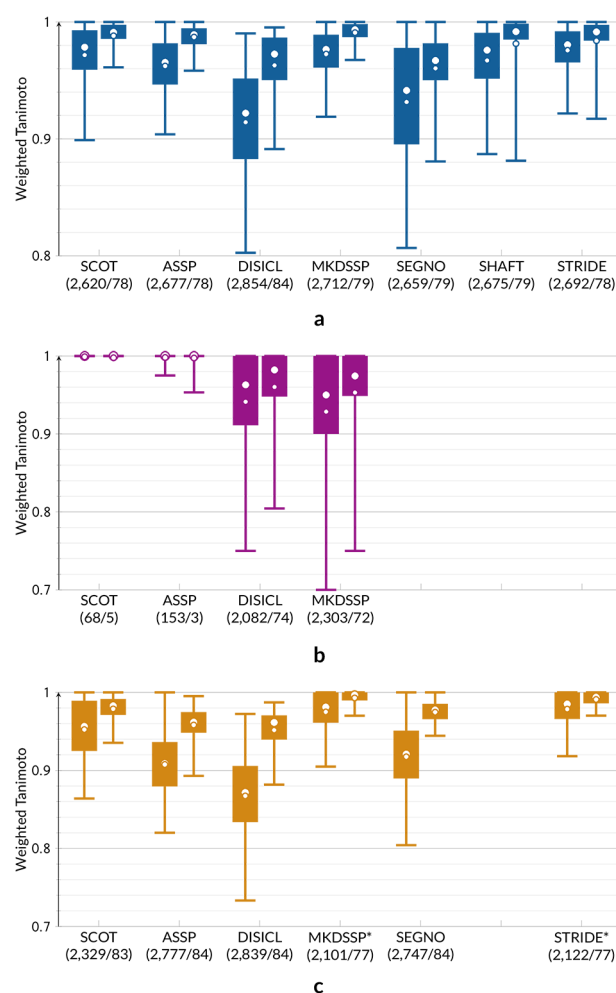 Weighted Tanimoto
1
0.9
0.8
SCOT ASSP DISICL MKDSSP SEGNO SHAFT STRIDE
(2,620/78) (2,677/78) (2,854/84) (2,712/79) (2,659/79) (2,675/79) (2,692/78)
a
Weighted Tanimoto
1
0.9
0.8
0.7
SCOT ASSP DISICL MKDSSP
(68/5) (153/3) (2,082/74) (2,303/72)
b
Weighted Tanimoto
1
0.9
0.8
0.7
SCOT ASSP DISICL MKDSSP* SEGNO STRIDE*
(2,329/83) (2,777/84) (2,839/84) (2,101/77) (2,747/84) (2,122/77)
c